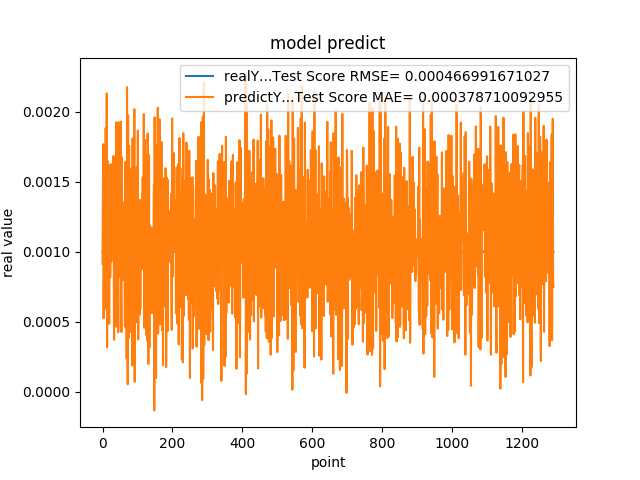 model predict
realY...Test Score RMSE= 0.000466991671027
predictY...Test Score MAE= 0.000378710092955
real value
0.0020
0.0015
0.0010
0.0005
0.0000
0 200 400 600 800 1000 1200
point